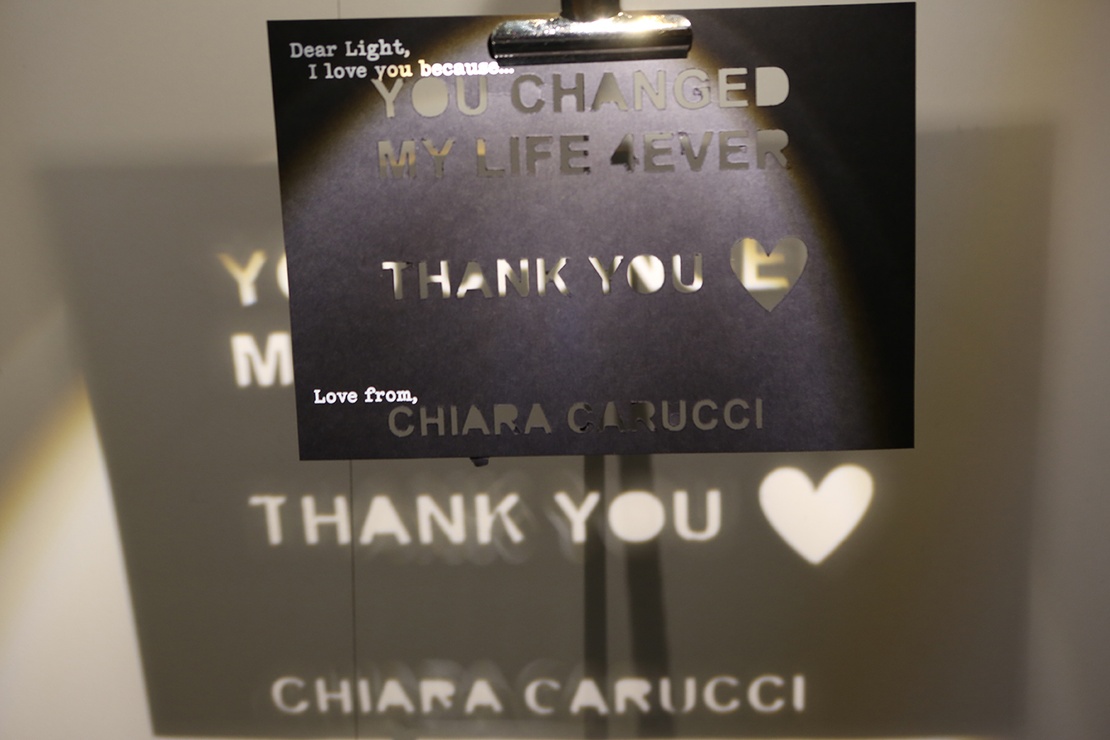 Dear Light,
I love you because...
YOU CHANGED
MY LIFE 4EVER
THANK YOU ♥
Love from,
CHIARA CARUCCI
YO
M
THANK YOU ♥
CHIARA CARUCCI